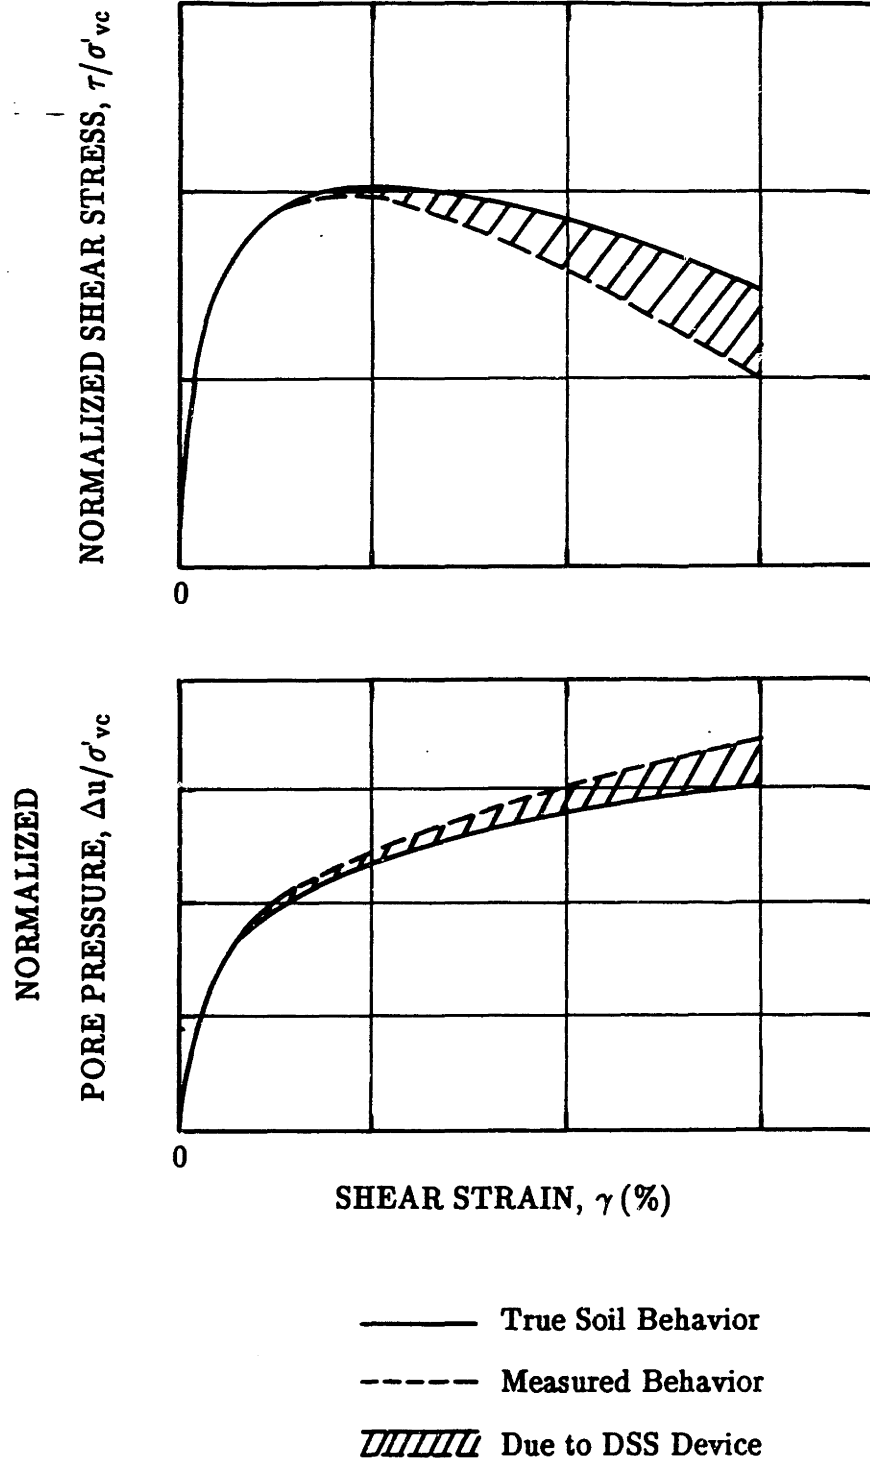 NORMALIZED SHEAR STRESS, τ/σ'vc
0
NORMALIZED
PORE PRESSURE, Δu/σ'vc
0
SHEAR STRAIN, γ (%)
True Soil Behavior
Measured Behavior
Due to DSS Device